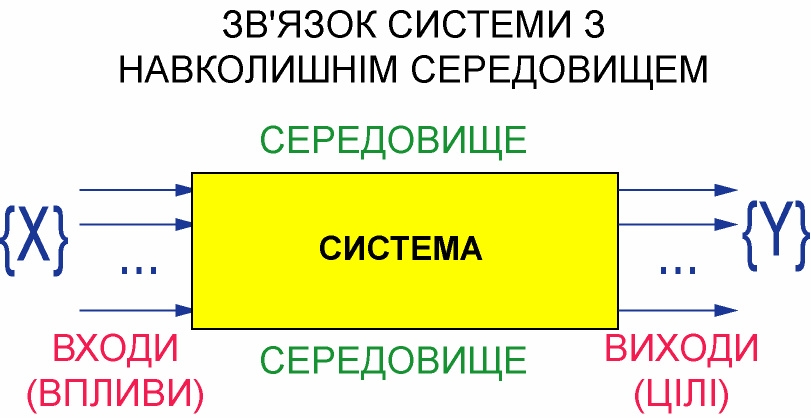 ЗВ'ЯЗОК СИСТЕМИ З
НАВКОЛИШНІМ СЕРЕДОВИЩЕМ
СЕРЕДОВИЩЕ
{X}
...
СИСТЕМА
...
{Y}
ВХОДИ
(ВПЛИВИ)
СЕРЕДОВИЩЕ
ВИХОДИ
(ЦІЛІ)